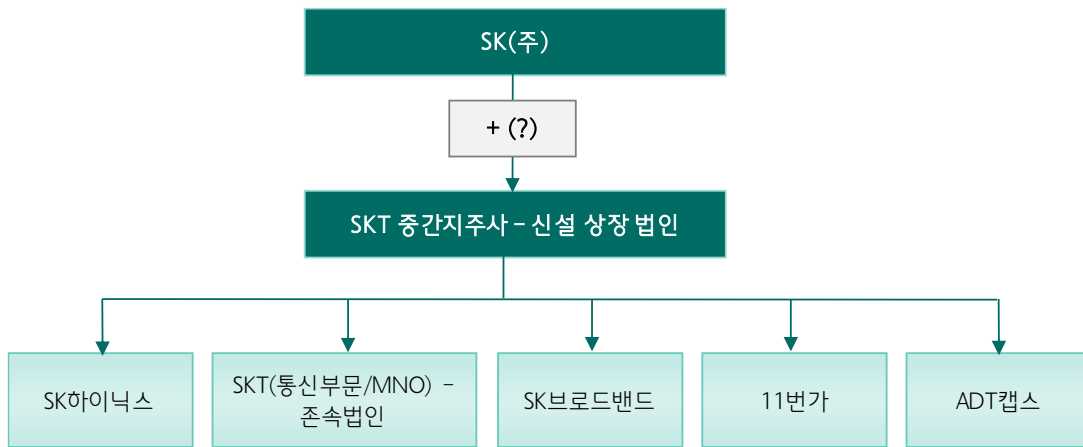 SK(주)
+ (?)
SKT 중간지주사 – 신설 상장 법인
SK하이닉스
SKT(통신부문/MNO) –
존속법인
SK브로드밴드
11번가
ADT캡스